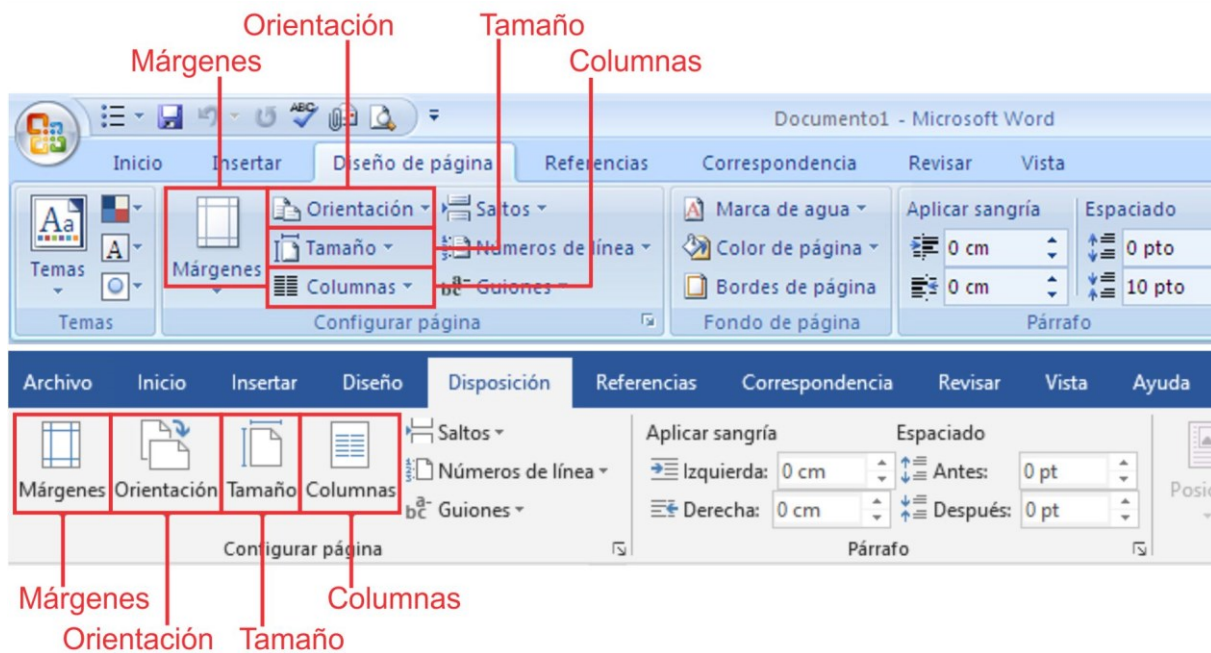 Orientación Tamaño
Márgenes Columnas
ABC
Documento1 - Microsoft Word
Inicio Insertar Diseño de página Referencias Correspondencia Revisar Vista
Aa Orientación Saltos Marca de agua Aplicar sangría Espaciado
A Tamaño Números de línea Color de página 0 cm 0 pto
Temas Márgenes Columnas Guiones Bordes de página 0 cm 10 pto
Temas Configurar página Fondo de página Párrafo
Archivo Inicio Insertar Diseño Disposición Referencias Correspondencia Revisar Vista Ayuda
Saltos Aplicar sangría Espaciado
Números de línea Izquierda: 0 cm Antes: 0 pt
Márgenes Orientación Tamaño Columnas Guiones Derecha: 0 cm Después: 0 pt Posic
Configurar página Párrafo
Márgenes Columnas
Orientación Tamaño